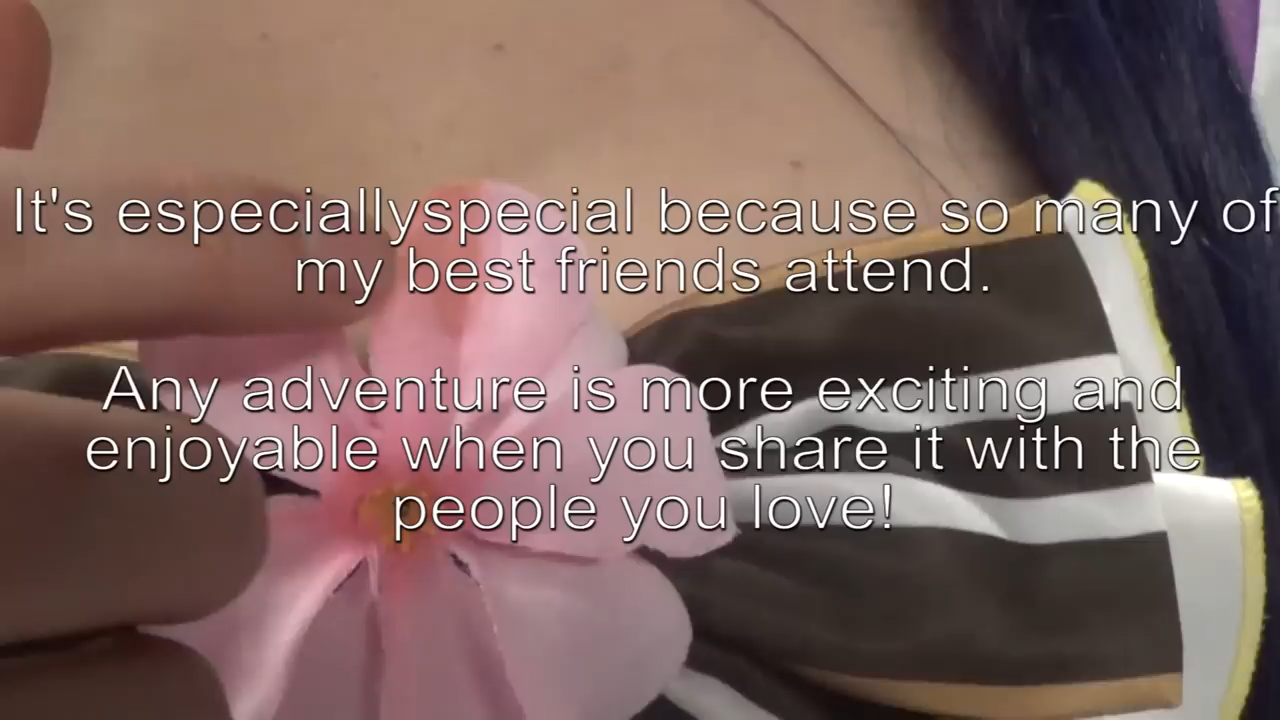 It's especiallyspecial because so many of
my best friends attend.
Any adventure is more exciting and
enjoyable when you share it with the
people you love!